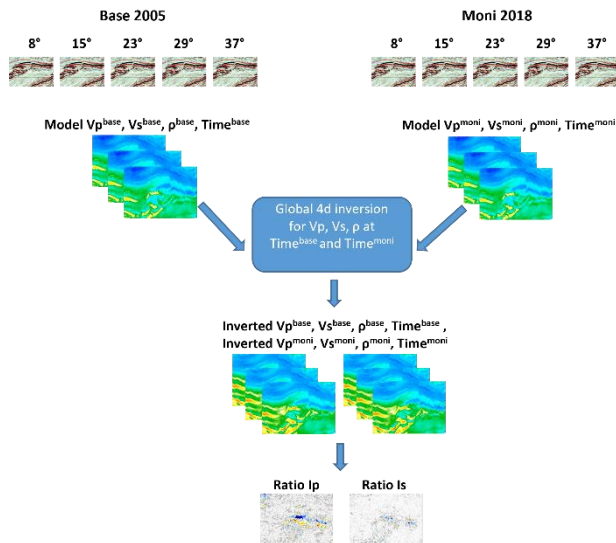 Base 2005
Moni 2018
8° 15° 23° 29° 37°
8° 15° 23° 29° 37°
Model Vpᵇᵃˢᵉ, Vsᵇᵃˢᵉ, ρᵇᵃˢᵉ, Timeᵇᵃˢᵉ
Model Vpᵐᵒⁿⁱ, Vsᵐᵒⁿⁱ, ρᵐᵒⁿⁱ, Timeᵐᵒⁿⁱ
Global 4d inversion
for Vp, Vs, ρ at
Timeᵇᵃˢᵉ and Timeᵐᵒⁿⁱ
Inverted Vpᵇᵃˢᵉ, Vsᵇᵃˢᵉ, ρᵇᵃˢᵉ, Timeᵇᵃˢᵉ,
Inverted Vpᵐᵒⁿⁱ, Vsᵐᵒⁿⁱ, ρᵐᵒⁿⁱ, Timeᵐᵒⁿⁱ
Ratio Ip
Ratio Is